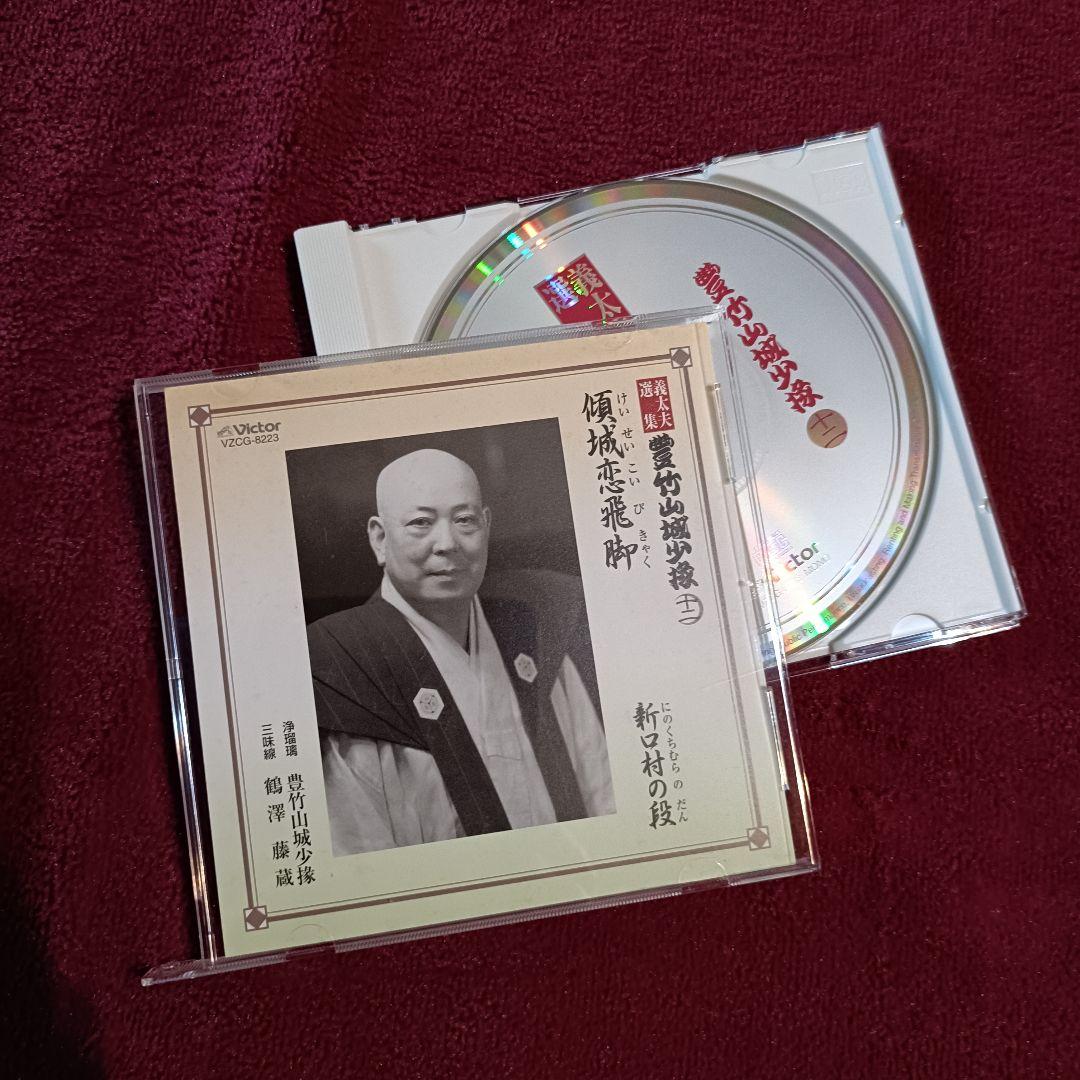 Victor
VZCG-8223
義太夫
選集
豊竹山城少掾 十二
けい せい こい び きゃく
傾城恋飛脚
にのくちむら の だん
新口村の段
浄瑠璃 豊竹山城少掾
三味線 鶴澤 藤蔵
義太
選
豊竹山城少掾
十二
Victor